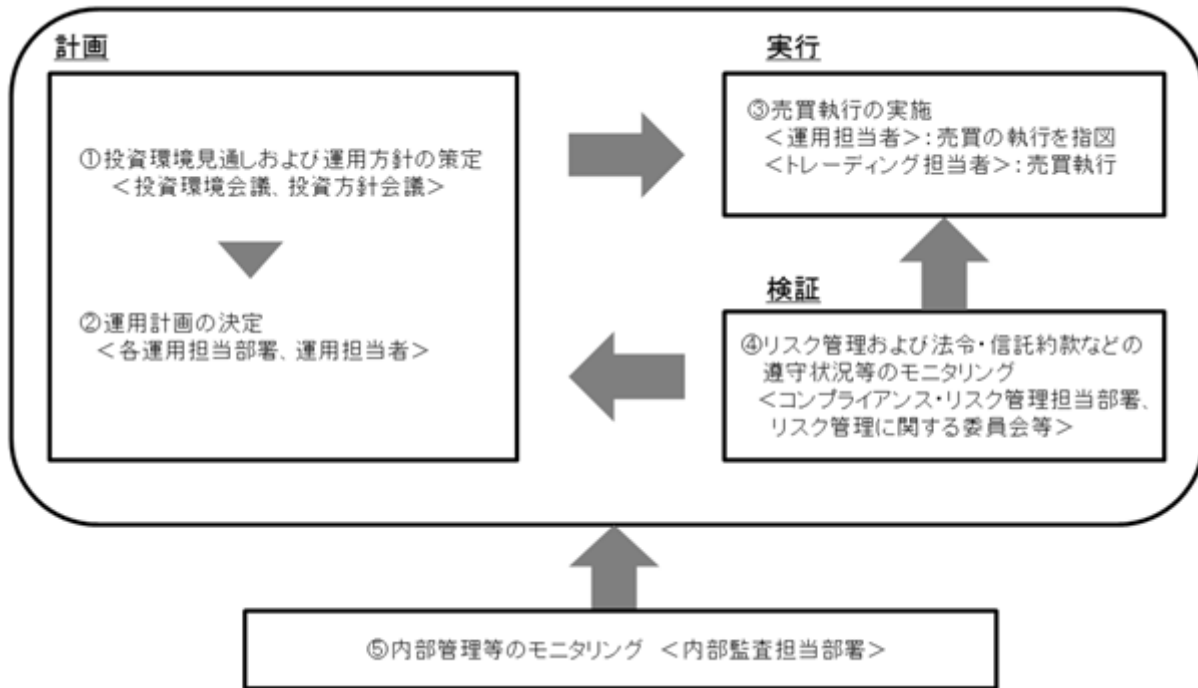 計画
①投資環境見通しおよび運用方針の策定
＜投資環境会議、投資方針会議＞
②運用計画の決定
＜各運用担当部署、運用担当者＞
実行
③売買執行の実施
＜運用担当者＞：売買の執行を指図
＜トレーディング担当者＞：売買執行
検証
④リスク管理および法令・信託約款などの
遵守状況等のモニタリング
＜コンプライアンス・リスク管理担当部署、
リスク管理に関する委員会等＞
⑤内部管理等のモニタリング ＜内部監査担当部署＞